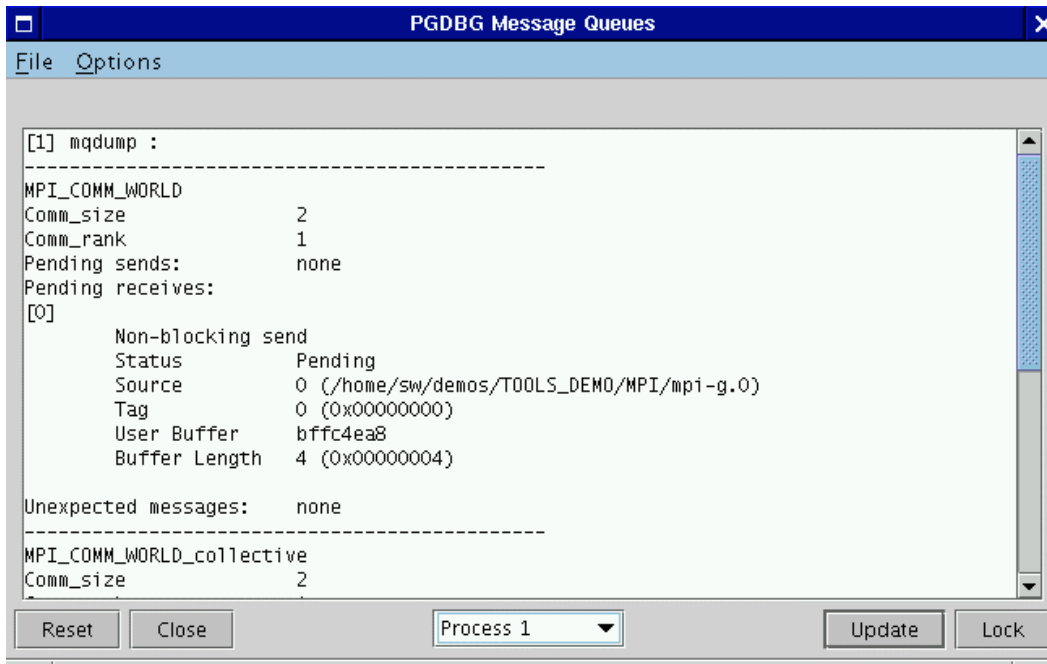 PGDBG Message Queues
File Options
[1] mqdump :
----------------------------------------------
MPI_COMM_WORLD
Comm_size 2
Comm_rank 1
Pending sends: none
Pending receives:
[0]
Non-blocking send
Status Pending
Source 0 (/home/sw/demos/TOOLS_DEMO/MPI/mpi-g.0)
Tag 0 (0x00000000)
User Buffer bffc4ea8
Buffer Length 4 (0x00000004)
Unexpected messages: none
----------------------------------------------
MPI_COMM_WORLD_collective
Comm_size 2
Reset Close Process 1 Update Lock